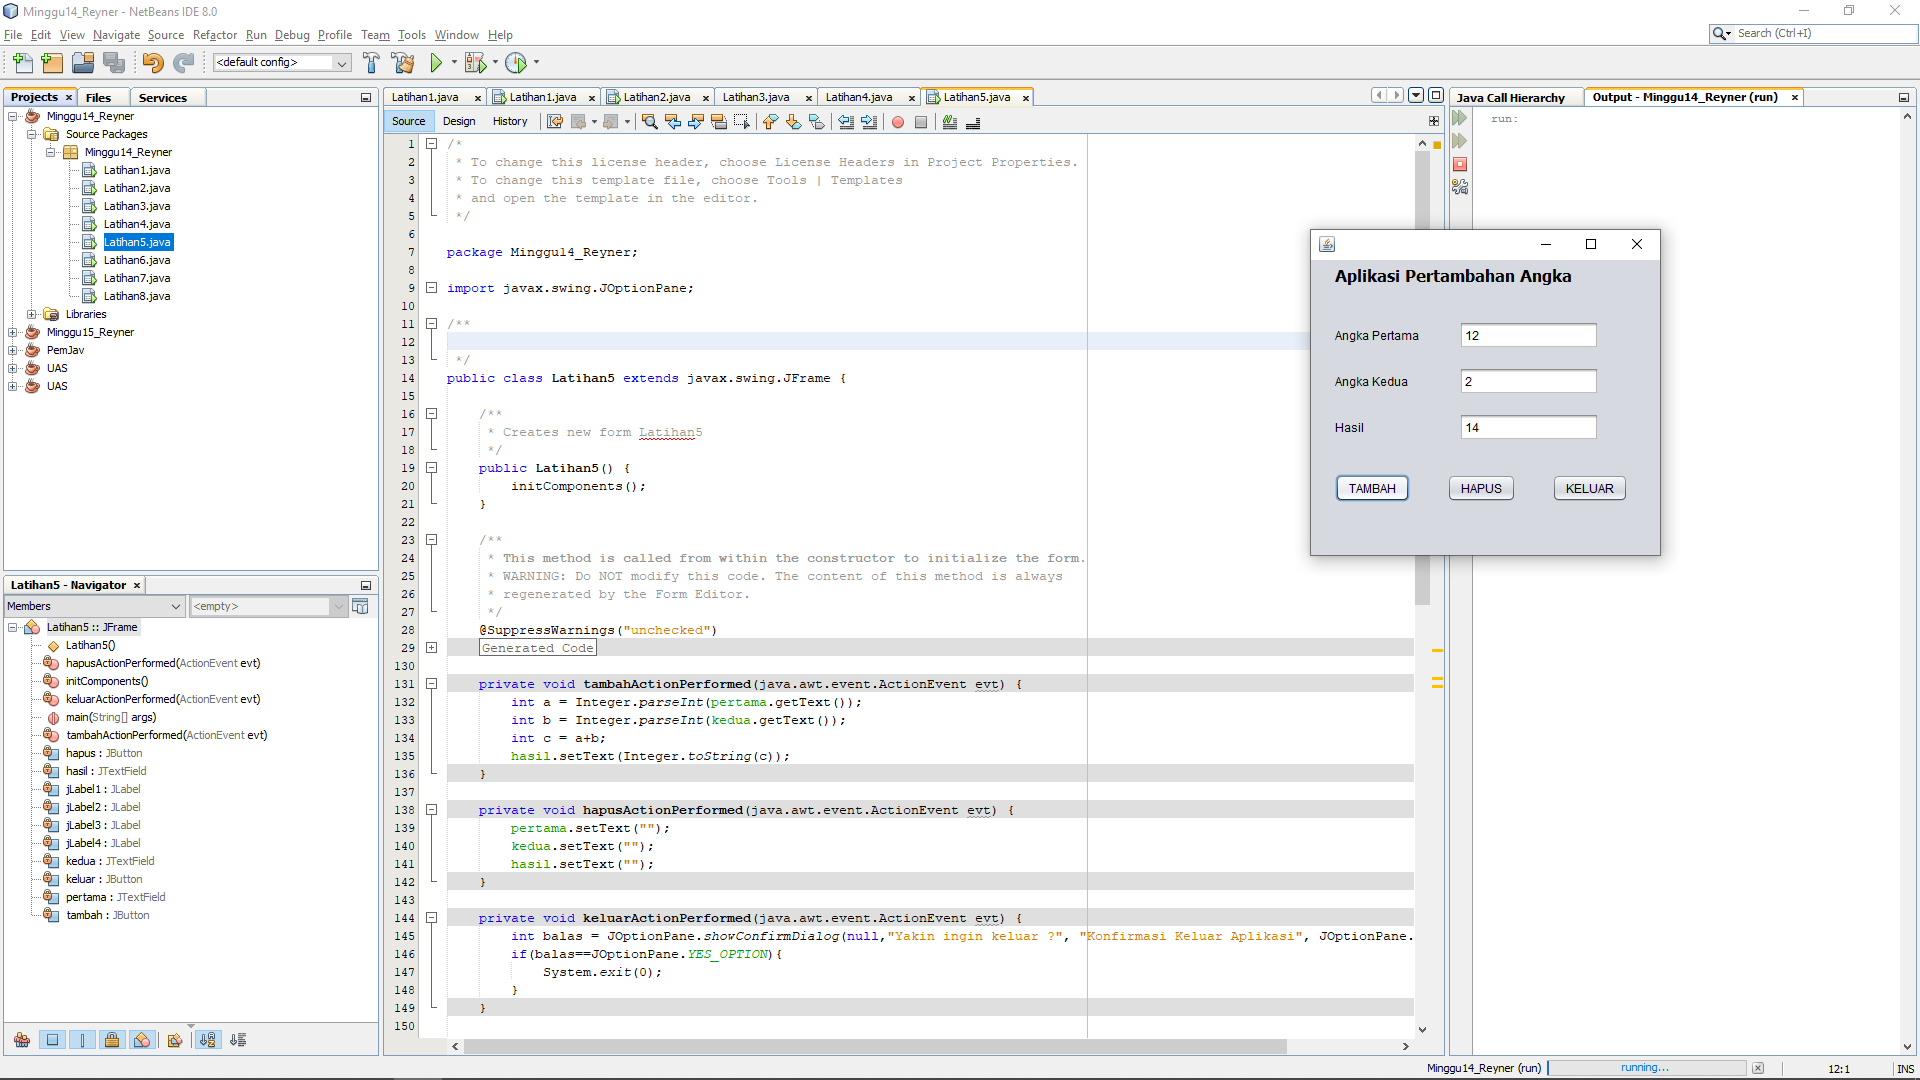 Minggu14_Reyner - NetBeans IDE 8.0
File Edit View Navigate Source Refactor Run Debug Profile Team Tools Window Help
Search (Ctrl+I)
<default config>
Projects Files Services
Minggu14_Reyner
Source Packages
Minggu14_Reyner
Latihan1.java
Latihan2.java
Latihan3.java
Latihan4.java
Latihan5.java
Latihan6.java
Latihan7.java
Latihan8.java
Libraries
Minggu15_Reyner
PemJav
UAS
UAS
Latihan5 - Navigator
Members <empty>
Latihan5 :: JFrame
Latihan5()
hapusActionPerformed(ActionEvent evt)
initComponents()
keluarActionPerformed(ActionEvent evt)
main(String[] args)
tambahActionPerformed(ActionEvent evt)
hapus : JButton
hasil : JTextField
jLabel1 : JLabel
jLabel2 : JLabel
jLabel3 : JLabel
jLabel4 : JLabel
kedua : JTextField
keluar : JButton
pertama : JTextField
tambah : JButton
Latihan1.java Latihan1.java Latihan2.java Latihan3.java Latihan4.java Latihan5.java
Source Design History
1 /*
2 * To change this license header, choose License Headers in Project Properties.
3 * To change this template file, choose Tools | Templates
4 * and open the template in the editor.
5 */
6
7 package Minggu14_Reyner;
8
9 import javax.swing.JOptionPane;
10
11 /**
12
13 */
14 public class Latihan5 extends javax.swing.JFrame {
15
16 /**
17 * Creates new form Latihan5
18 */
19 public Latihan5() {
20 initComponents();
21 }
22
23 /**
24 * This method is called from within the constructor to initialize the form.
25 * WARNING: Do NOT modify this code. The content of this method is always
26 * regenerated by the Form Editor.
27 */
28 @SuppressWarnings("unchecked")
29 Generated Code
130
131 private void tambahActionPerformed(java.awt.event.ActionEvent evt) {
132 int a = Integer.parseInt(pertama.getText());
133 int b = Integer.parseInt(kedua.getText());
134 int c = a+b;
135 hasil.setText(Integer.toString(c));
136 }
137
138 private void hapusActionPerformed(java.awt.event.ActionEvent evt) {
139 pertama.setText("");
140 kedua.setText("");
141 hasil.setText("");
142 }
143
144 private void keluarActionPerformed(java.awt.event.ActionEvent evt) {
145 int balas = JOptionPane.showConfirmDialog(null,"Yakin ingin keluar ?", "Konfirmasi Keluar Aplikasi", JOptionPane.
146 if(balas==JOptionPane.YES_OPTION){
147 System.exit(0);
148 }
149 }
150
Java Call Hierarchy Output - Minggu14_Reyner (run)
run:
Aplikasi Pertambahan Angka
Angka Pertama 12
Angka Kedua 2
Hasil 14
TAMBAH HAPUS KELUAR
Minggu14_Reyner (run) running... 12:1 INS